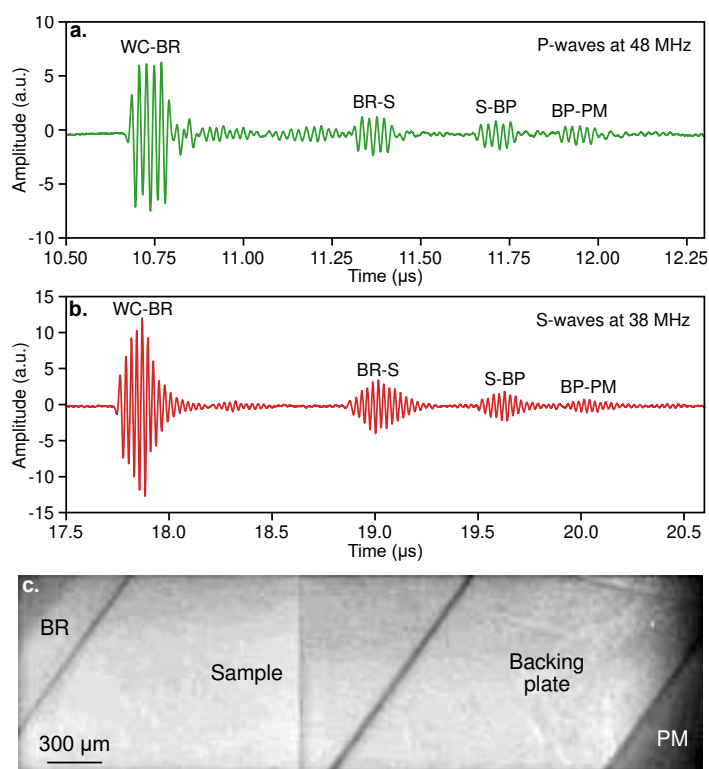 a.
WC-BR
P-waves at 48 MHz
BR-S
S-BP
BP-PM
Amplitude (a.u.)
10
5
0
-5
-10
10.50 10.75 11.00 11.25 11.50 11.75 12.00 12.25
Time (µs)
b.
WC-BR
S-waves at 38 MHz
BR-S
S-BP
BP-PM
Amplitude (a.u.)
15
10
5
0
-5
-10
-15
17.5 18.0 18.5 19.0 19.5 20.0 20.5
Time (µs)
c.
BR
Sample
Backing
plate
PM
300 µm